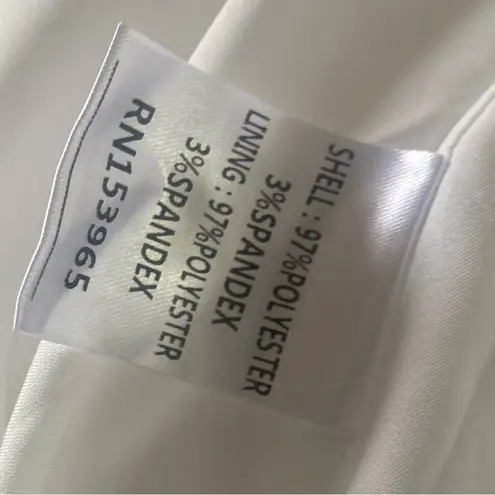 SHELL : 97%POLYESTER
3%SPANDEX
LINING : 97%POLYESTER
3%SPANDEX
RN153965